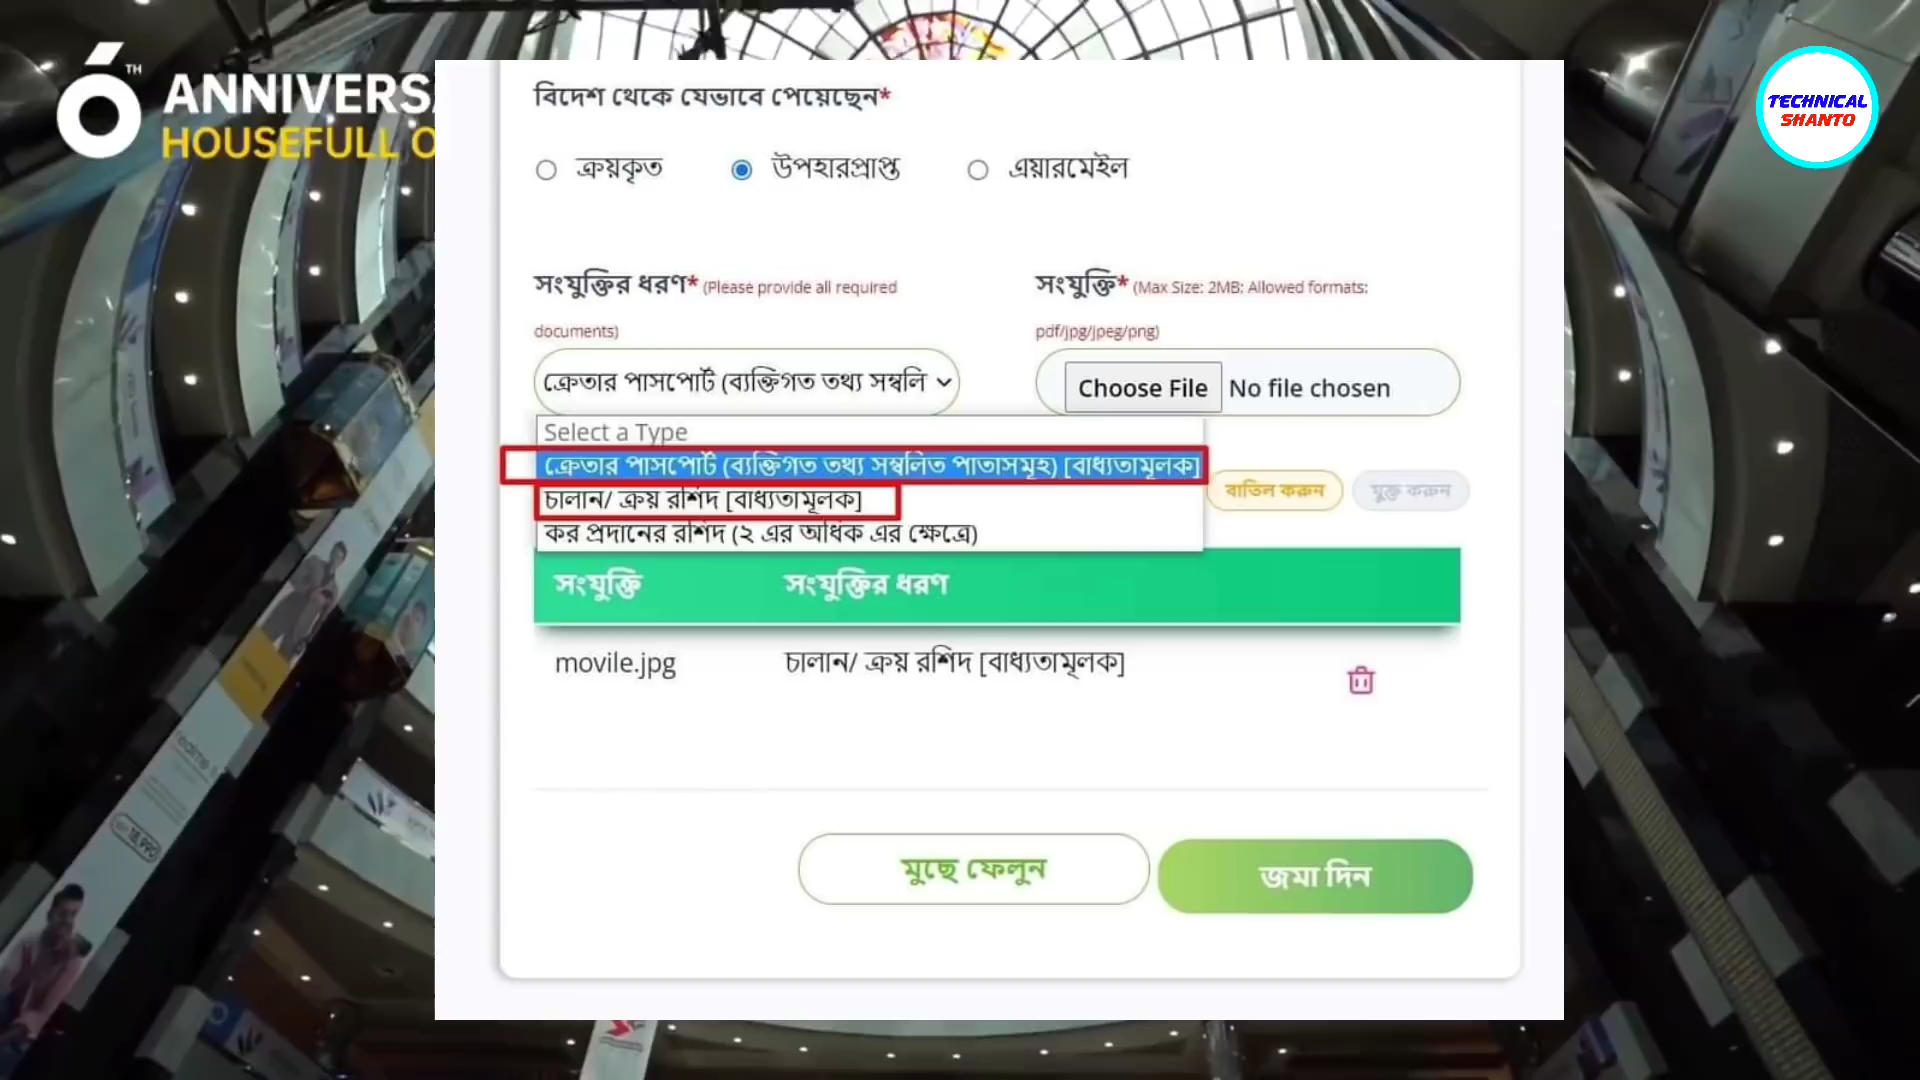 6TH ANNIVERS
HOUSEFULL O
TECHNICAL
SHANTO
বিদেশ থেকে যেভাবে পেয়েছেন*
ক্রয়কৃত উপহারপ্রাপ্ত এয়ারমেইল
সংযুক্তির ধরণ* (Please provide all required
documents)
সংযুক্তি* (Max Size: 2MB: Allowed formats:
pdf/jpg/jpeg/png)
ক্রেতার পাসপোর্ট (ব্যক্তিগত তথ্য সম্বলি
Choose File No file chosen
Select a Type
ক্রেতার পাসপোর্ট (ব্যক্তিগত তথ্য সম্বলিত পাতাসমূহ) [বাধ্যতামূলক]
চালান/ ক্রয় রশিদ [বাধ্যতামূলক]
কর প্রদানের রশিদ (২ এর অধিক এর ক্ষেত্রে)
বাতিল করুন যুক্ত করুন
সংযুক্তি সংযুক্তির ধরণ
movile.jpg চালান/ ক্রয় রশিদ [বাধ্যতামূলক]
মুছে ফেলুন জমা দিন